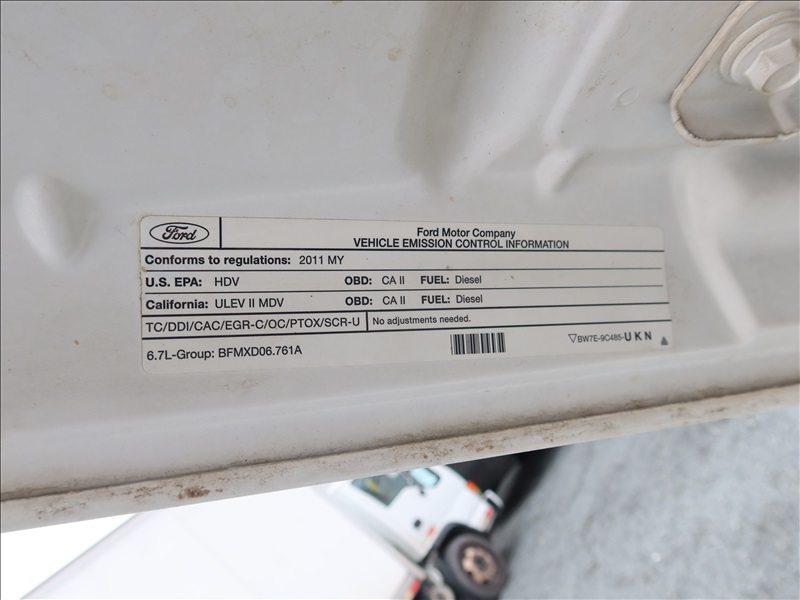 Ford
Ford Motor Company
VEHICLE EMISSION CONTROL INFORMATION
Conforms to regulations: 2011 MY
U.S. EPA: HDV OBD: CA II FUEL: Diesel
California: ULEV II MDV OBD: CA II FUEL: Diesel
TC/DDI/CAC/EGR-C/OC/PTOX/SCR-U No adjustments needed.
6.7L-Group: BFMXD06.761A ▽BW7E-9C485-UKN